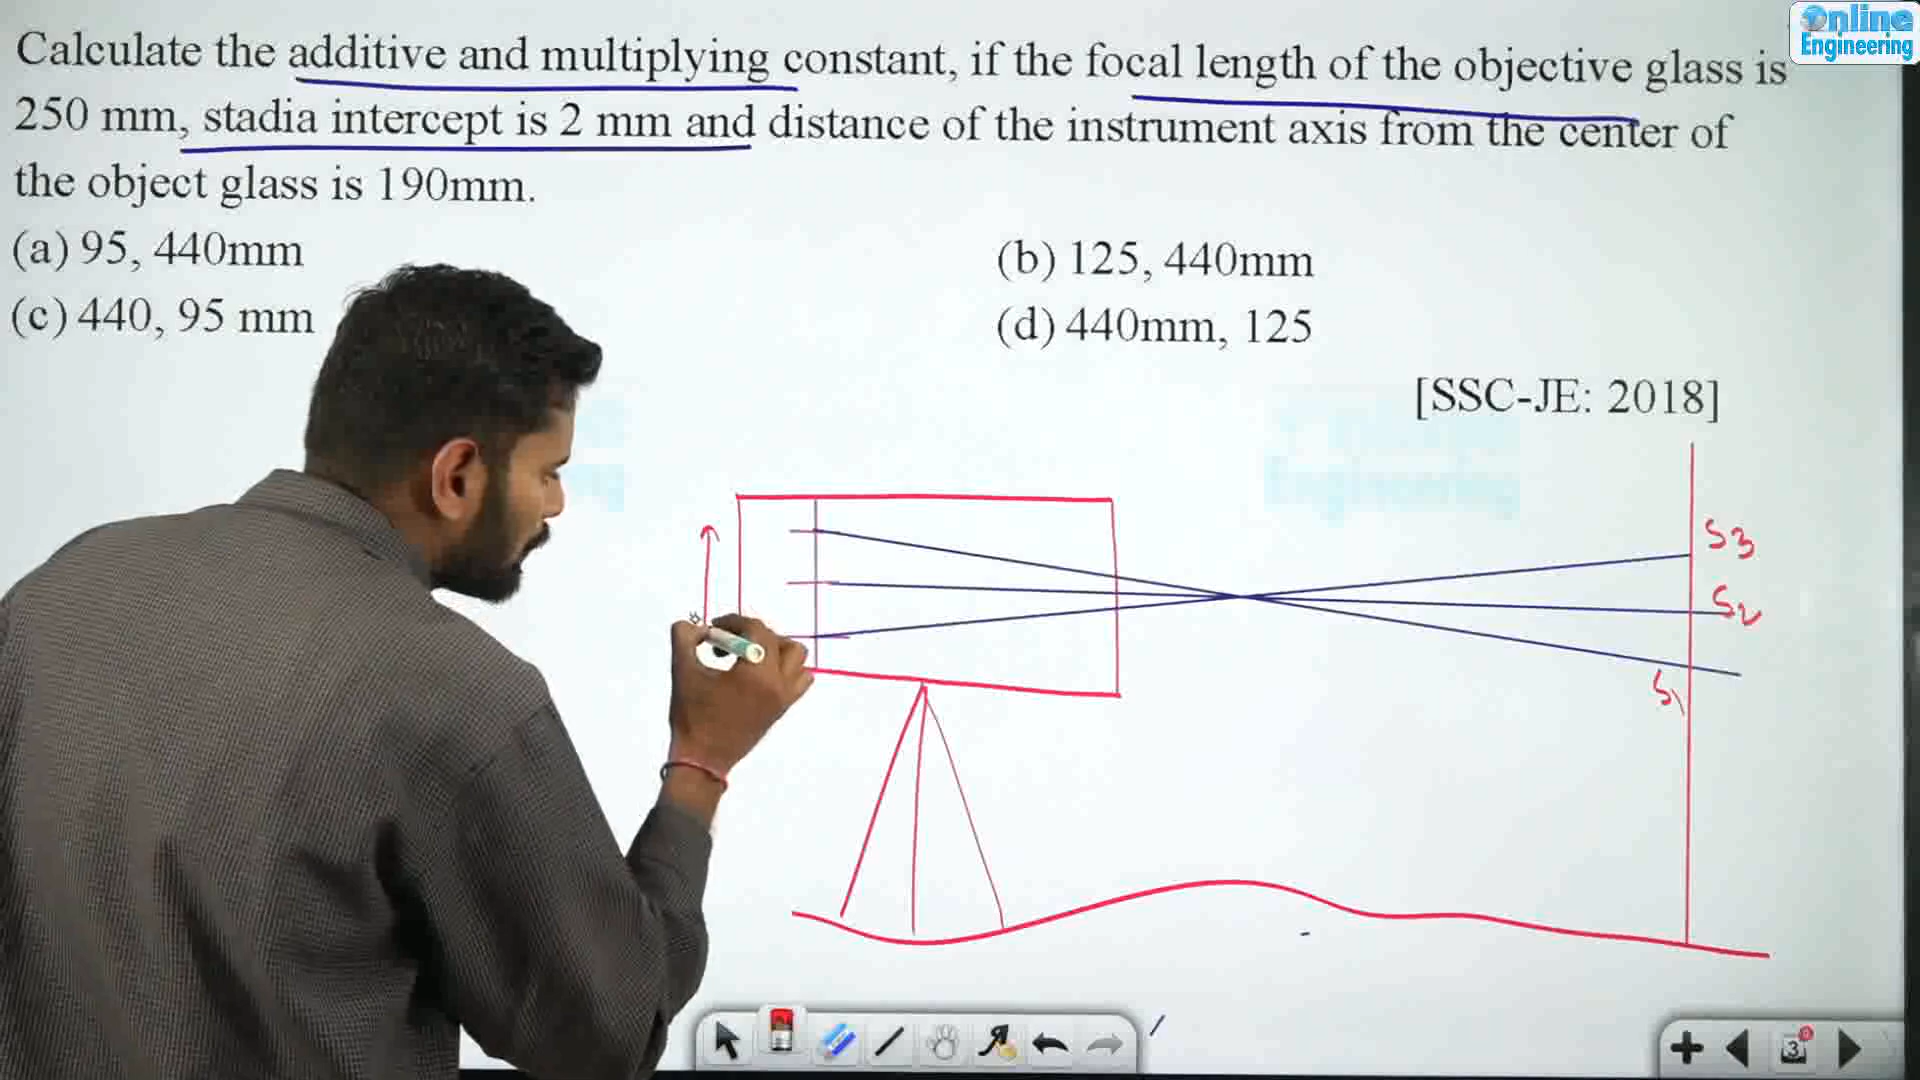 Online
Engineering
Calculate the additive and multiplying constant, if the focal length of the objective glass is
250 mm, stadia intercept is 2 mm and distance of the instrument axis from the center of
the object glass is 190mm.
(a) 95, 440mm
(b) 125, 440mm
(c) 440, 95 mm
(d) 440mm, 125
[SSC-JE: 2018]
Engineering
S3
S2
S1
3